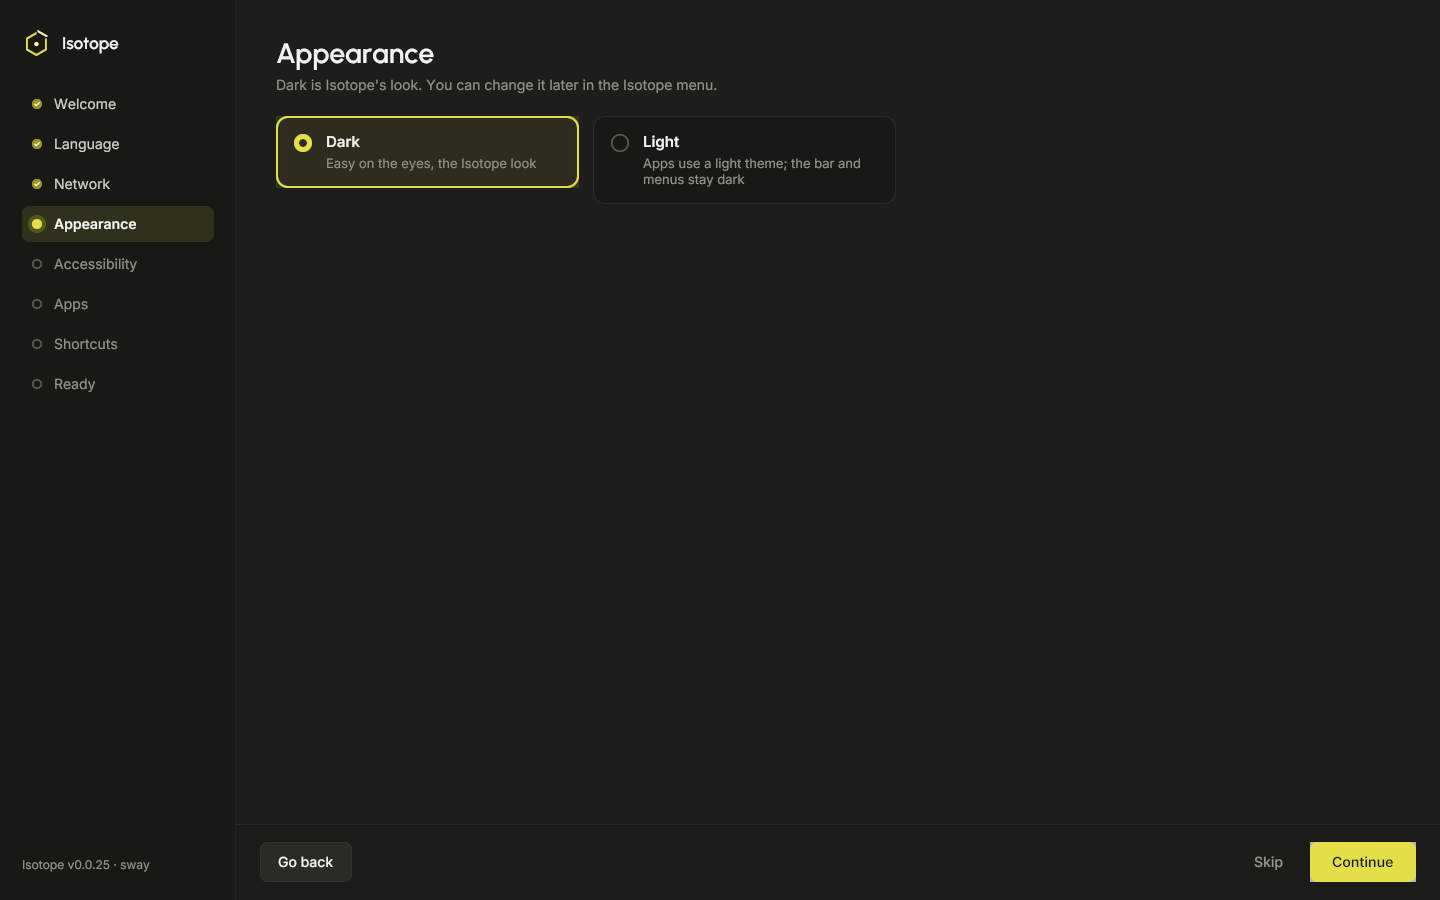 Isotope
Welcome
Language
Network
Appearance
Accessibility
Apps
Shortcuts
Ready
Isotope v0.0.25 · sway
Appearance
Dark is Isotope's look. You can change it later in the Isotope menu.
Dark
Easy on the eyes, the Isotope look
Light
Apps use a light theme; the bar and
menus stay dark
Go back
Skip
Continue